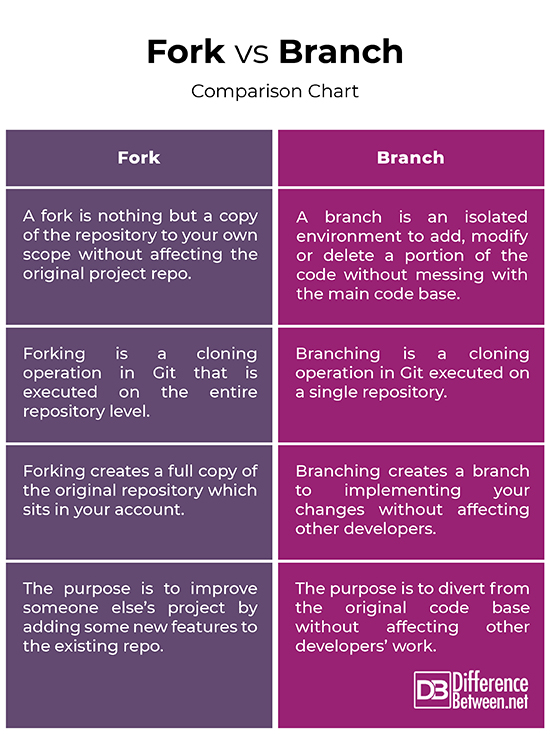 Fork vs Branch
Comparison Chart
Fork
Branch
A fork is nothing but a copy
of the repository to your own
scope without affecting the
original project repo.
A branch is an isolated
environment to add, modify
or delete a portion of the
code without messing with
the main code base.
Forking is a cloning
operation in Git that is
executed on the entire
repository level.
Branching is a cloning
operation in Git executed on
a single repository.
Forking creates a full copy of
the original repository which
sits in your account.
Branching creates a branch
to implementing your
changes without affecting
other developers.
The purpose is to improve
someone else's project by
adding some new features to
the existing repo.
The purpose is to divert from
the original code base
without affecting other
developers' work.
DB Difference
Between.net